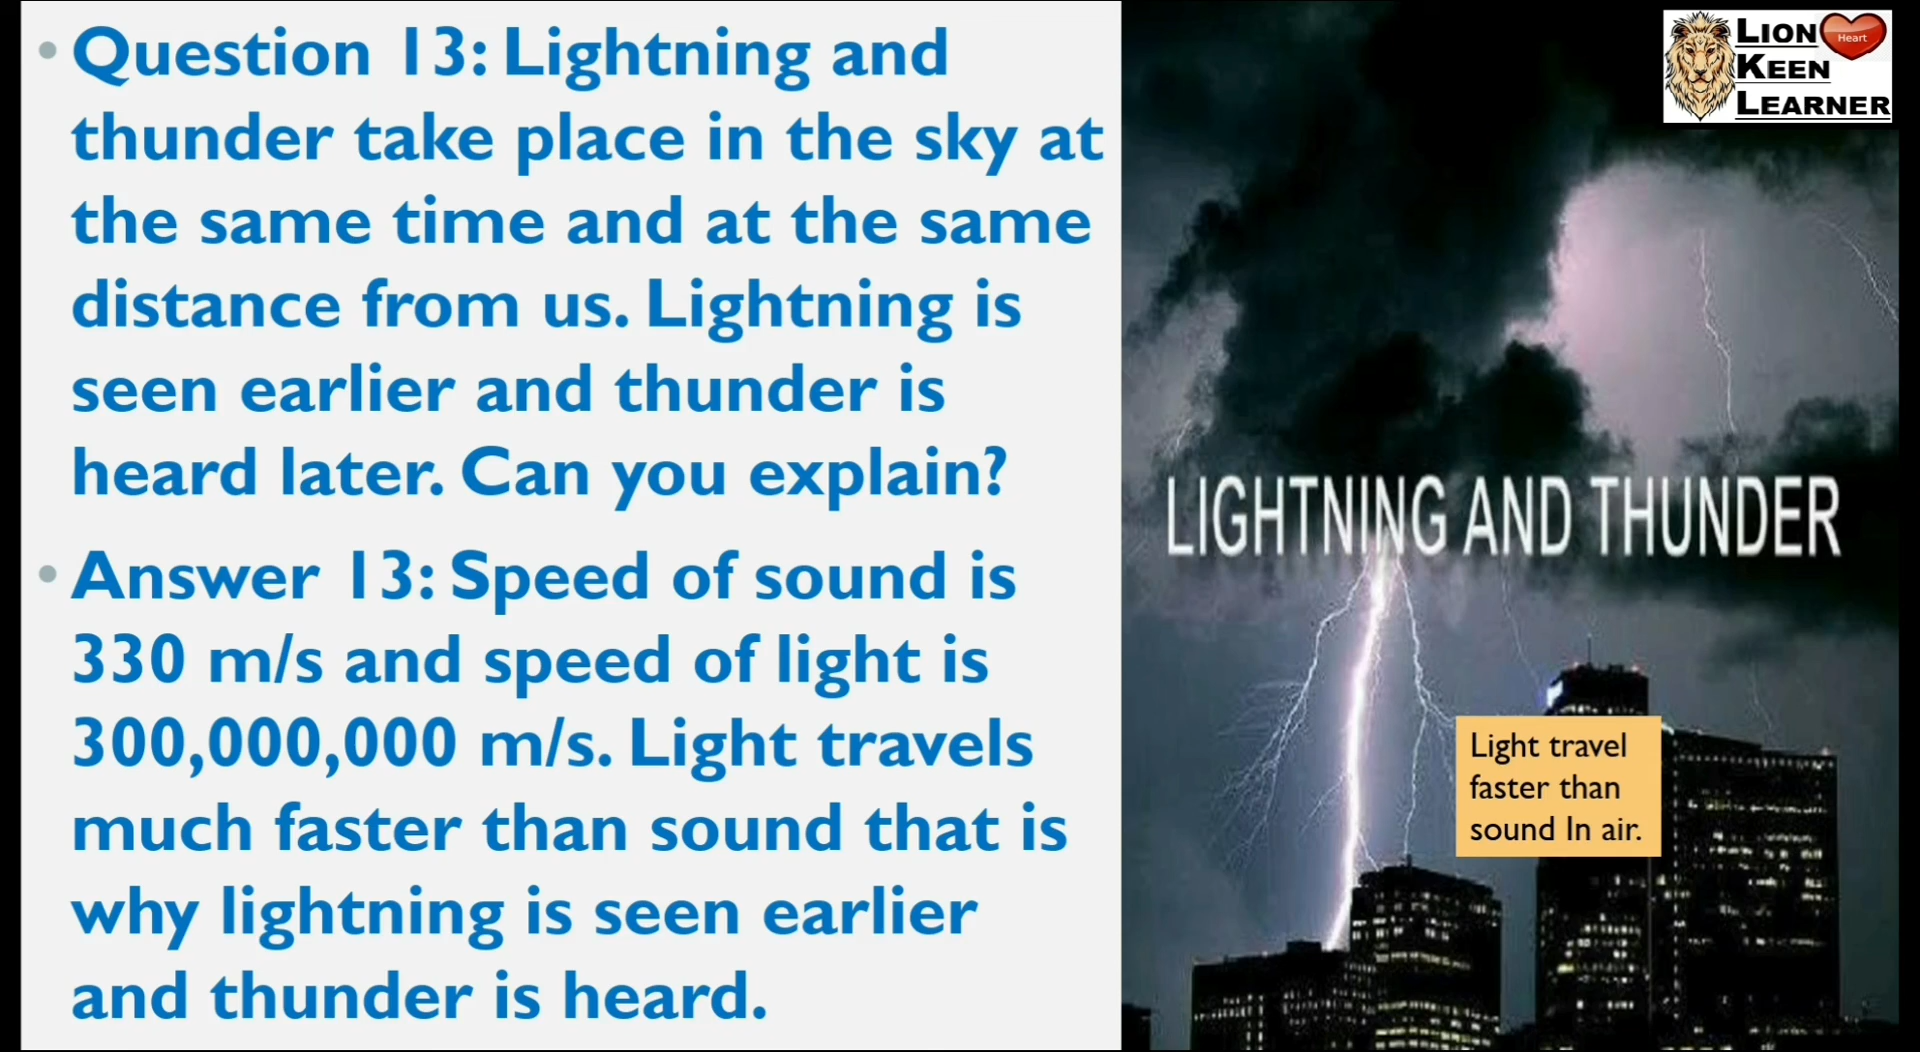 Question 13: Lightning and
thunder take place in the sky at
the same time and at the same
distance from us. Lightning is
seen earlier and thunder is
heard later. Can you explain?
Answer 13: Speed of sound is
330 m/s and speed of light is
300,000,000 m/s. Light travels
much faster than sound that is
why lightning is seen earlier
and thunder is heard.
LION
Heart
KEEN
LEARNER
LIGHTNING AND THUNDER
Light travel
faster than
sound In air.